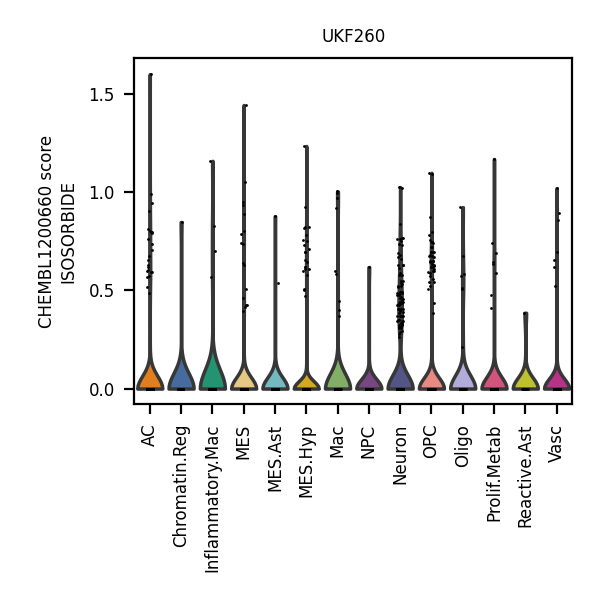 UKF260
CHEMBL1200660 score
ISOSORBIDE
1.5
1.0
0.5
0.0
AC
Chromatin.Reg
Inflammatory.Mac
MES
MES.Ast
MES.Hyp
Mac
NPC
Neuron
OPC
Oligo
Prolif.Metab
Reactive.Ast
Vasc